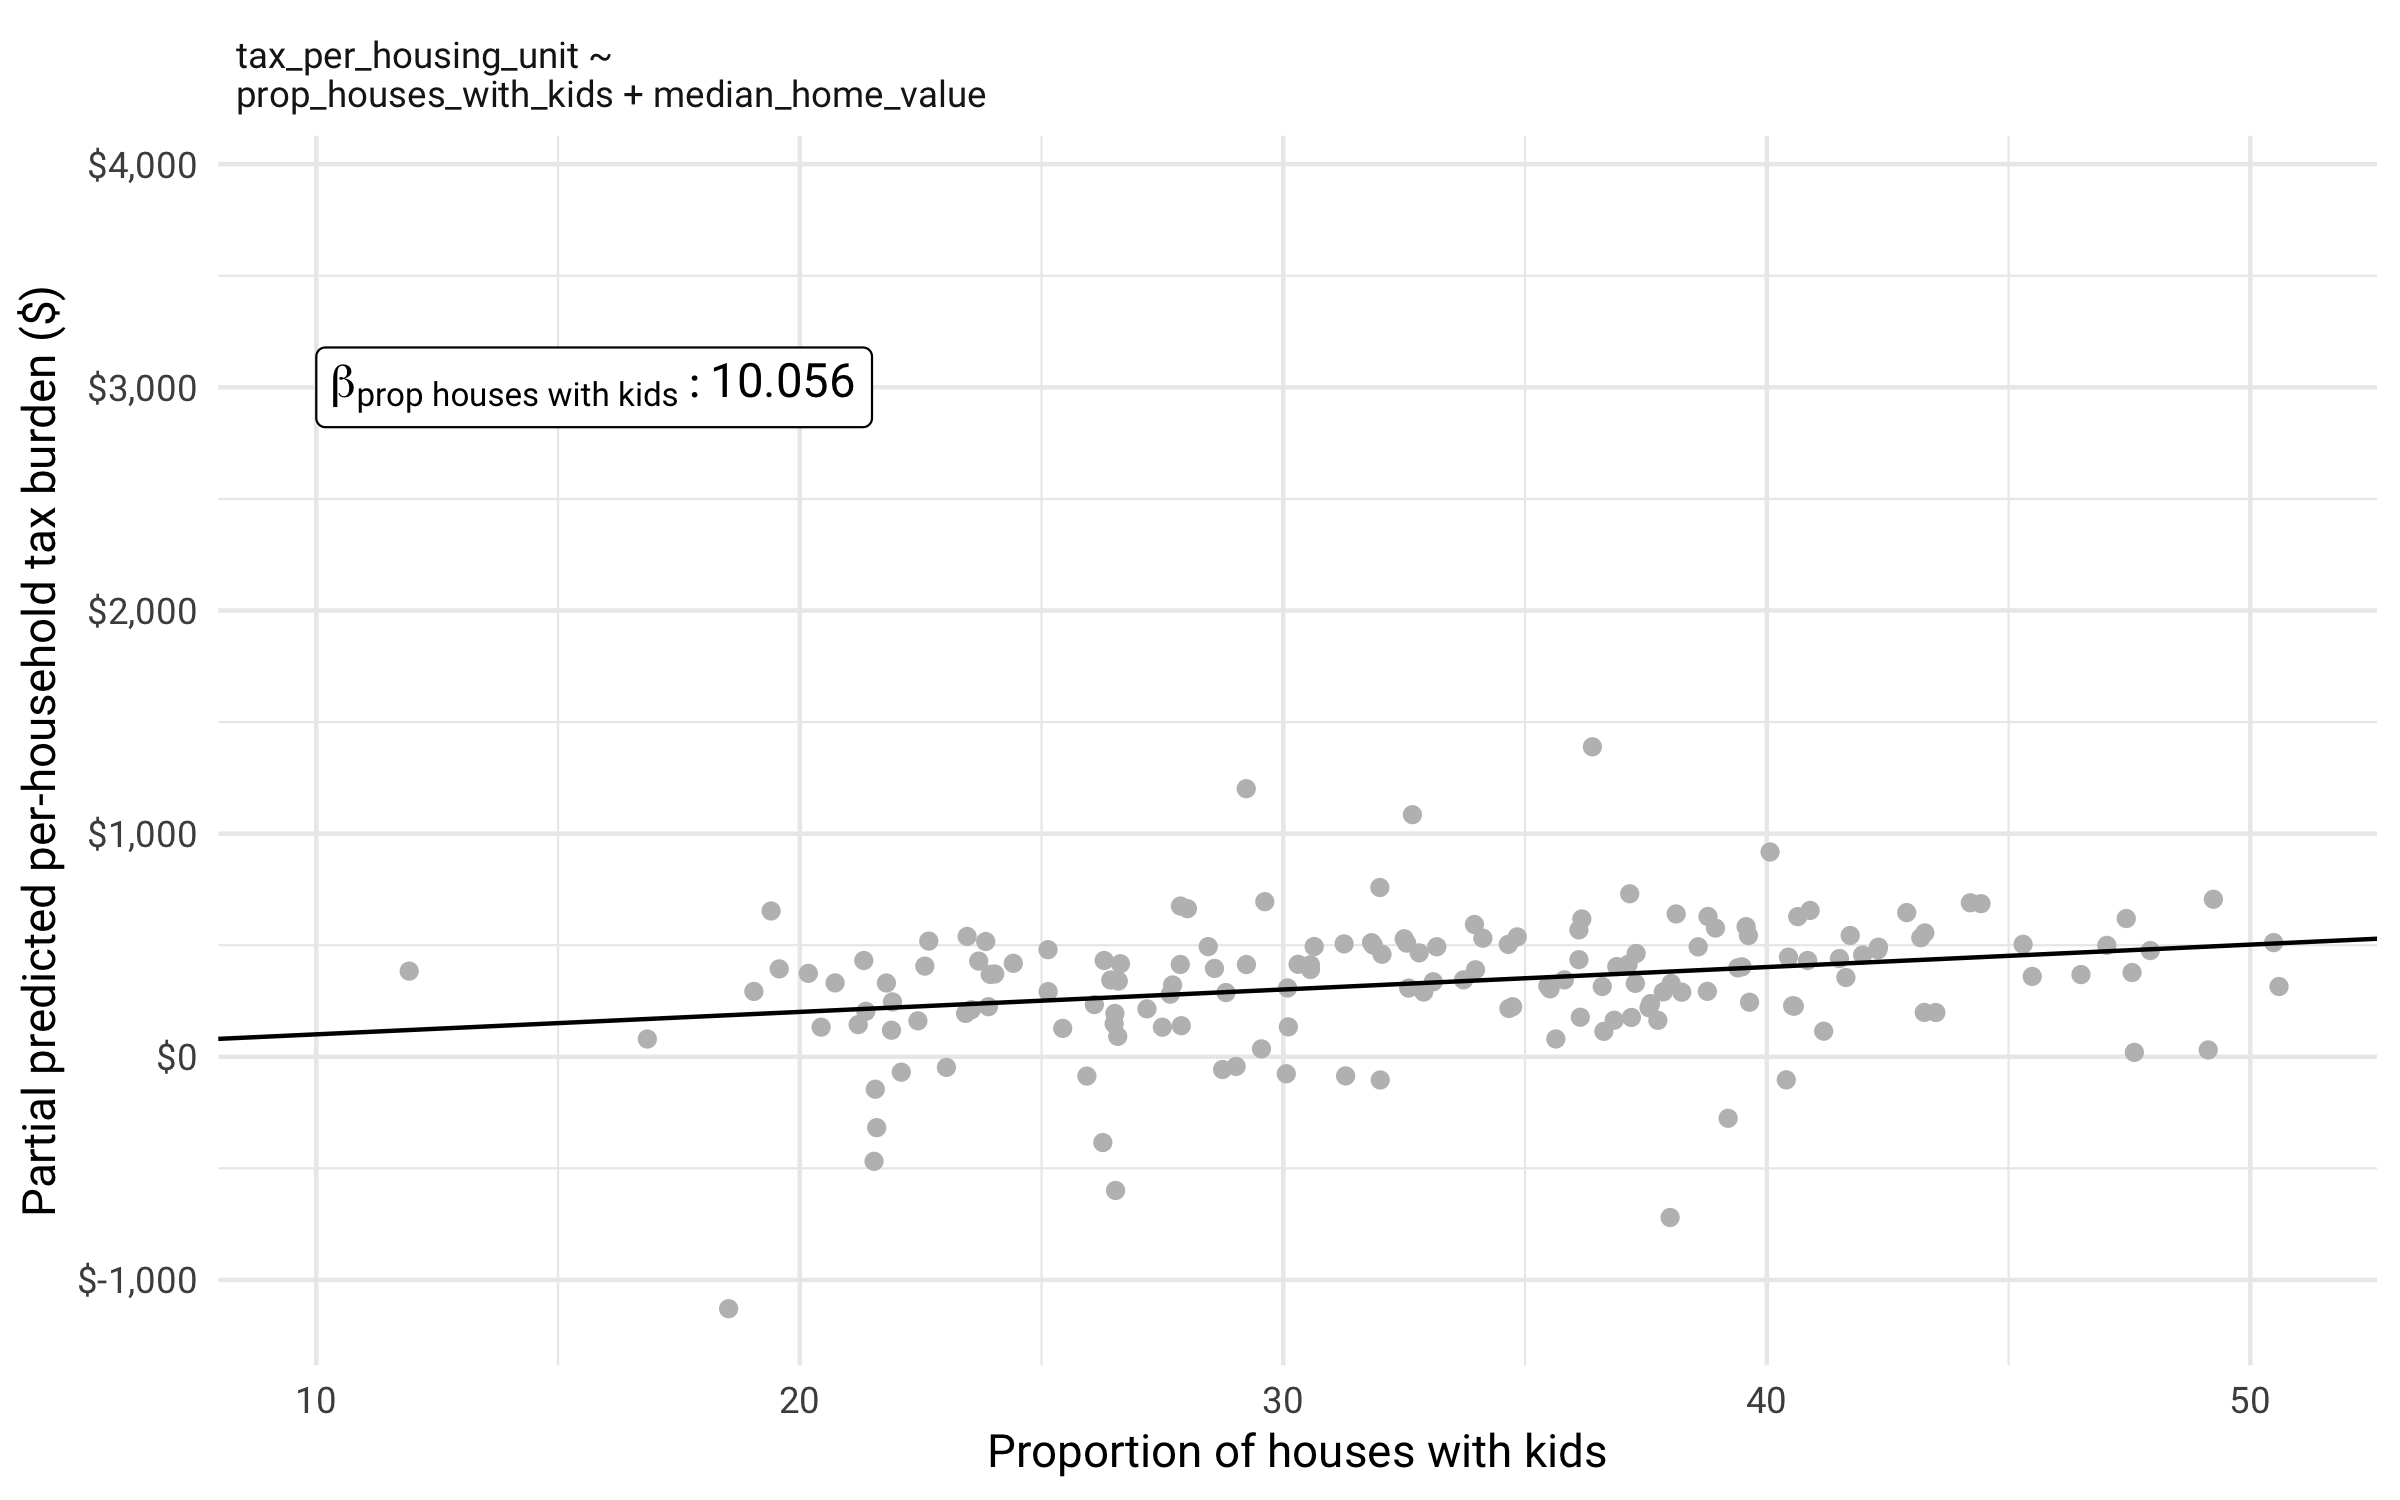 tax_per_housing_unit ~
prop_houses_with_kids + median_home_value
Partial predicted per-household tax burden ($)
$4,000
$3,000
$2,000
$1,000
$0
$-1,000
β prop houses with kids : 10.056
10 20 30 40 50
Proportion of houses with kids